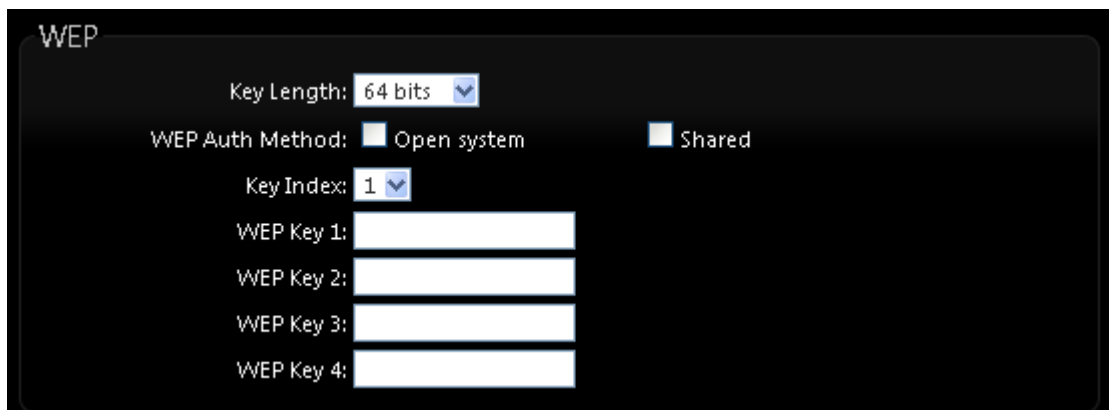 WEP
Key Length: 64 bits
WEP Auth Method: Open system Shared
Key Index: 1
WEP Key 1:
WEP Key 2:
WEP Key 3:
WEP Key 4: